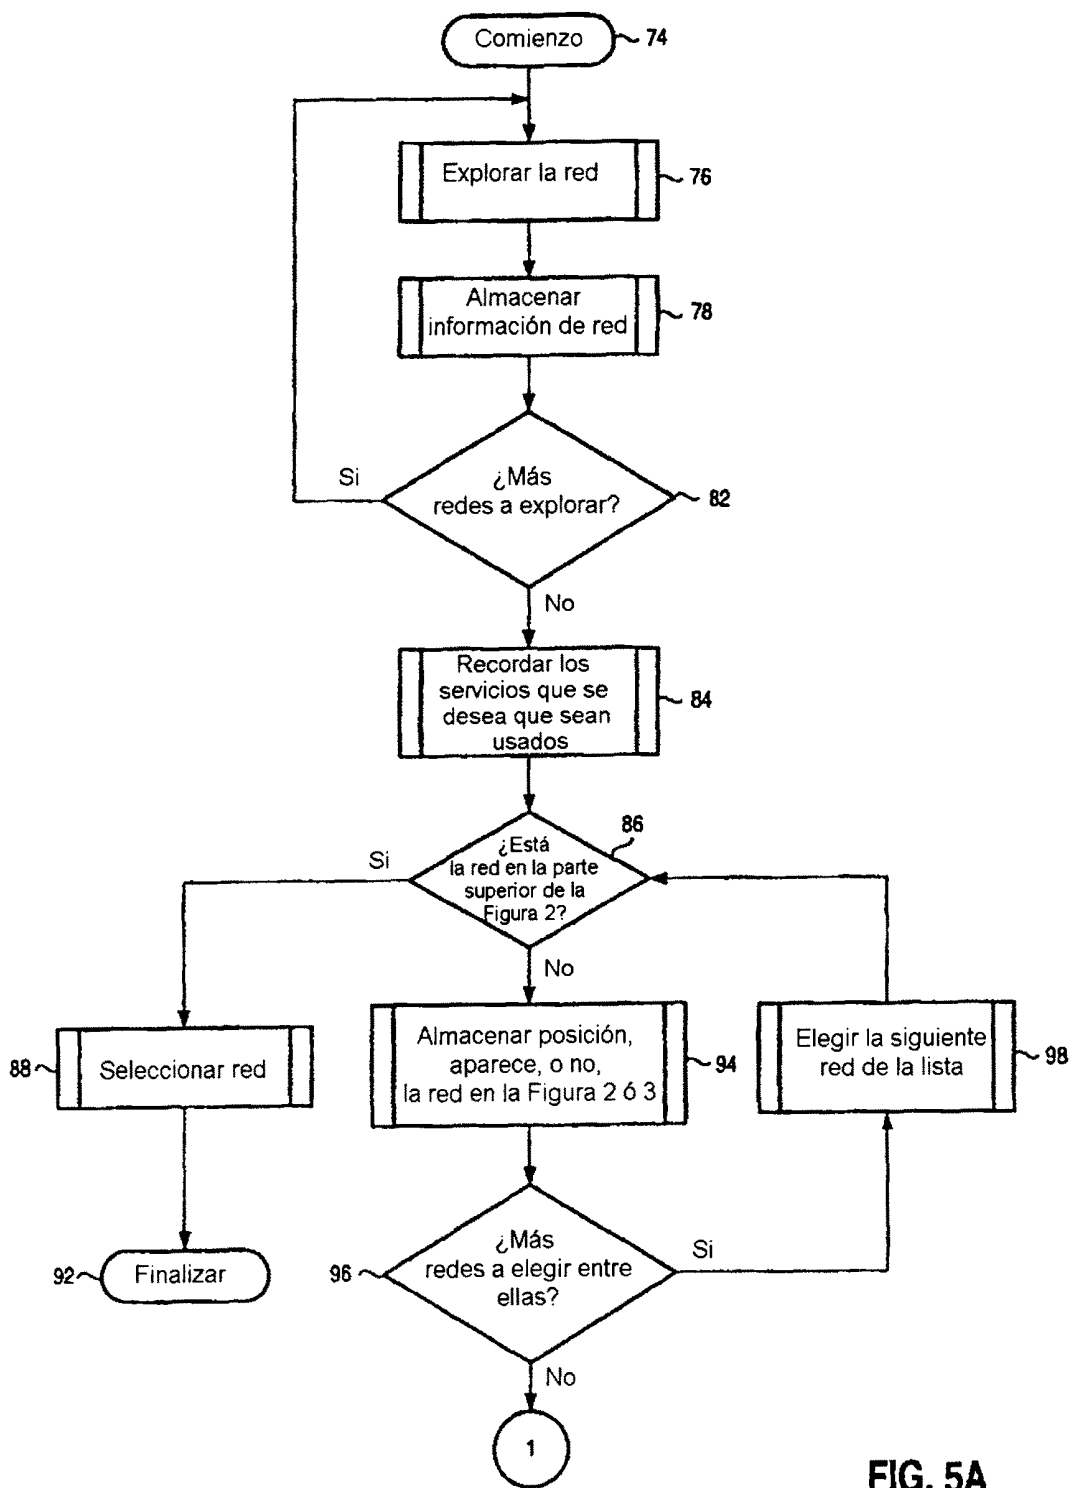 Comienzo
74
Explorar la red
76
Almacenar
información de red
78
¿Más
redes a explorar?
82
Si
No
Recordar los
servicios que se
desea que sean
usados
84
86
¿Está
la red en la parte
superior de la
Figura 2?
Si
No
88
Seleccionar red
Almacenar posición,
aparece, o no,
la red en la Figura 2 ó 3
94
Elegir la siguiente
red de la lista
98
92
Finalizar
96
¿Más
redes a elegir entre
ellas?
Si
No
1
FIG. 5A